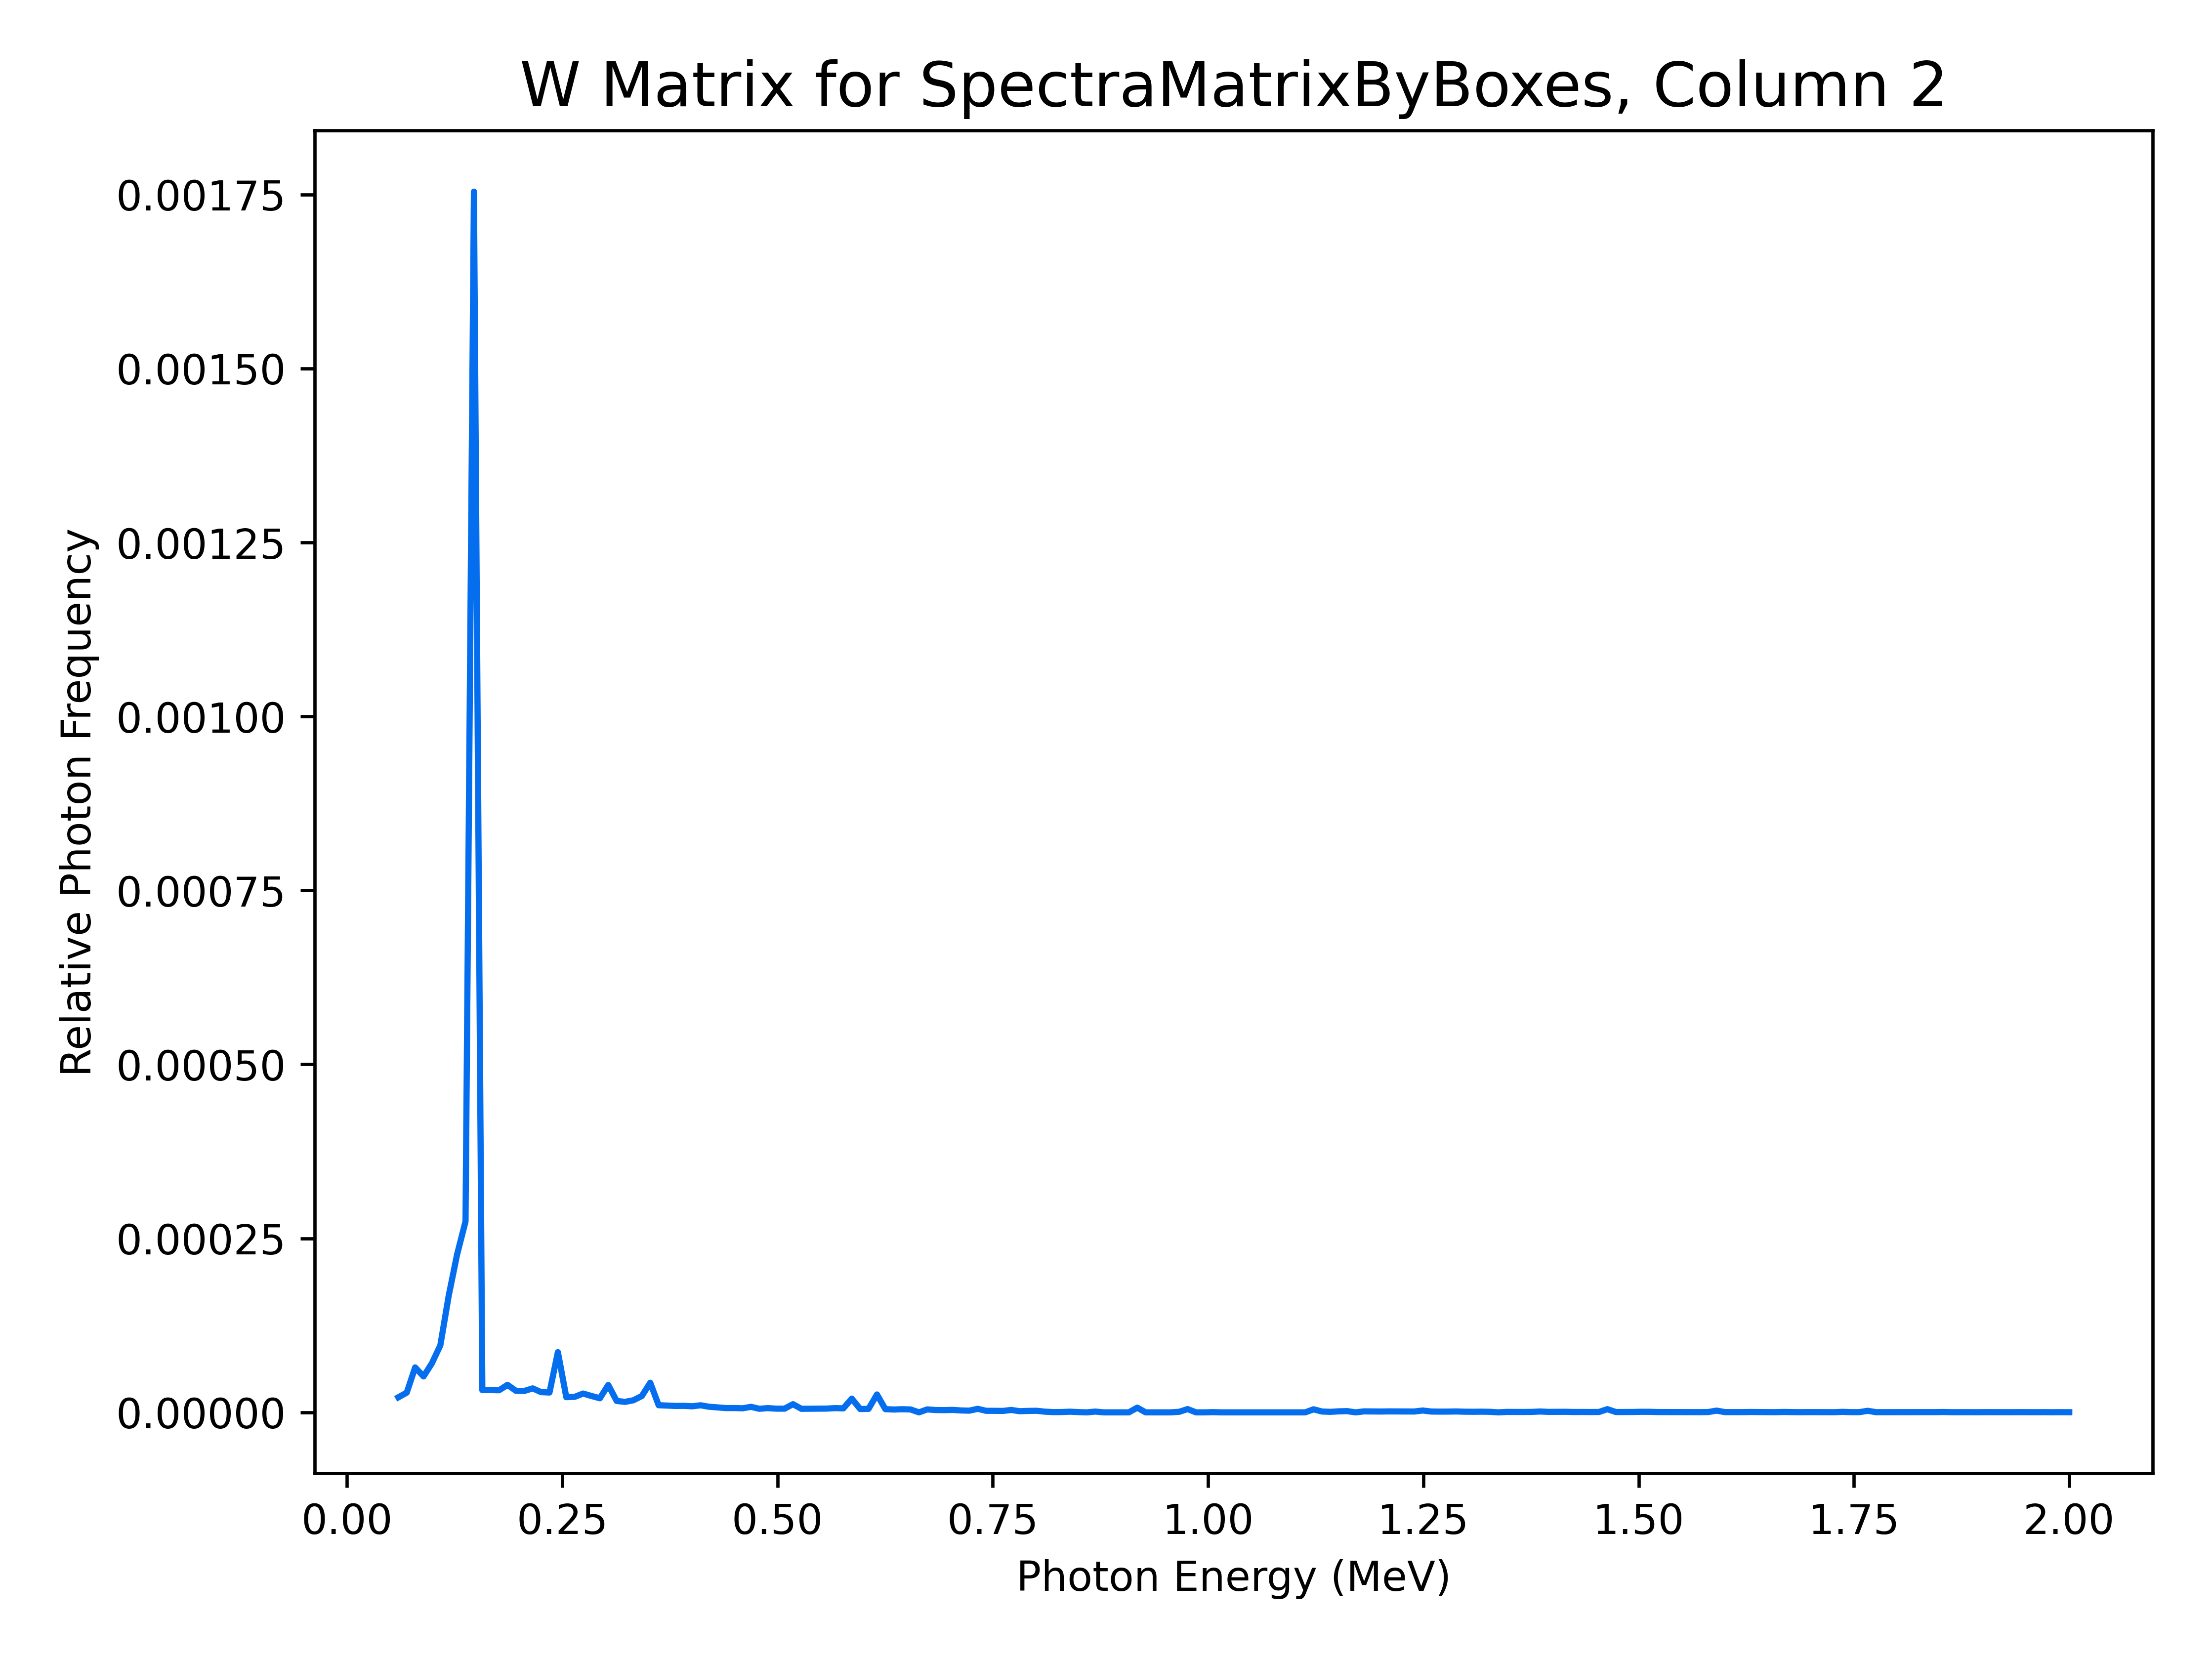 W Matrix for SpectraMatrixByBoxes, Column 2
Relative Photon Frequency
0.00175
0.00150
0.00125
0.00100
0.00075
0.00050
0.00025
0.00000
0.00 0.25 0.50 0.75 1.00 1.25 1.50 1.75 2.00
Photon Energy (MeV)